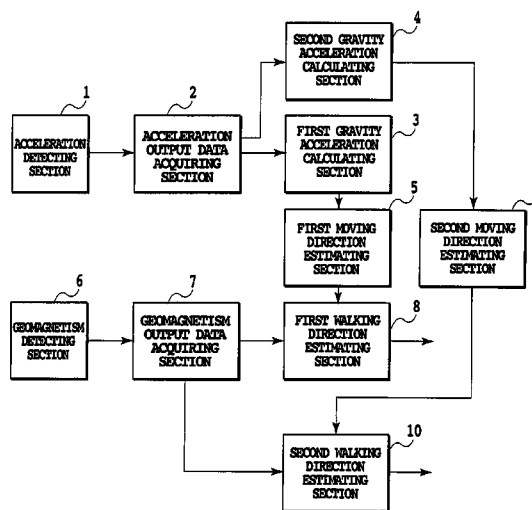 4
SECOND GRAVITY
ACCELERATION
CALCULATING
SECTION
1
ACCELERATION
DETECTING
SECTION
2
ACCELERATION
OUTPUT DATA
ACQUIRING
SECTION
3
FIRST GRAVITY
ACCELERATION
CALCULATING
SECTION
5
FIRST MOVING
DIRECTION
ESTIMATING
SECTION
SECOND MOVING
DIRECTION
ESTIMATING
SECTION
6
GEOMAGNETISM
DETECTING
SECTION
7
GEOMAGNETISM
OUTPUT DATA
ACQUIRING
SECTION
8
FIRST WALKING
DIRECTION
ESTIMATING
SECTION
10
SECOND WALKING
DIRECTION
ESTIMATING
SECTION